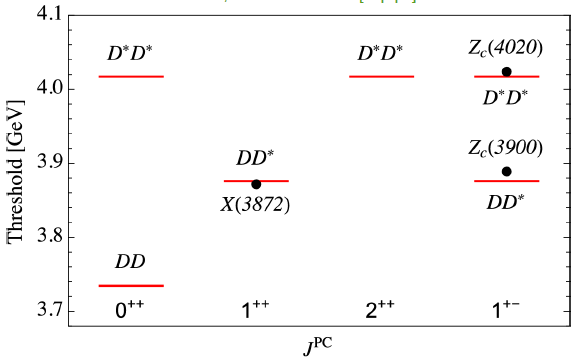 4.1
D*D* D*D* Zc(4020)
4.0
D*D*
Zc(3900)
3.9
DD*
X(3872) DD*
3.8
DD
3.7
0++ 1++ 2++ 1+-
JPC
Threshold [GeV]